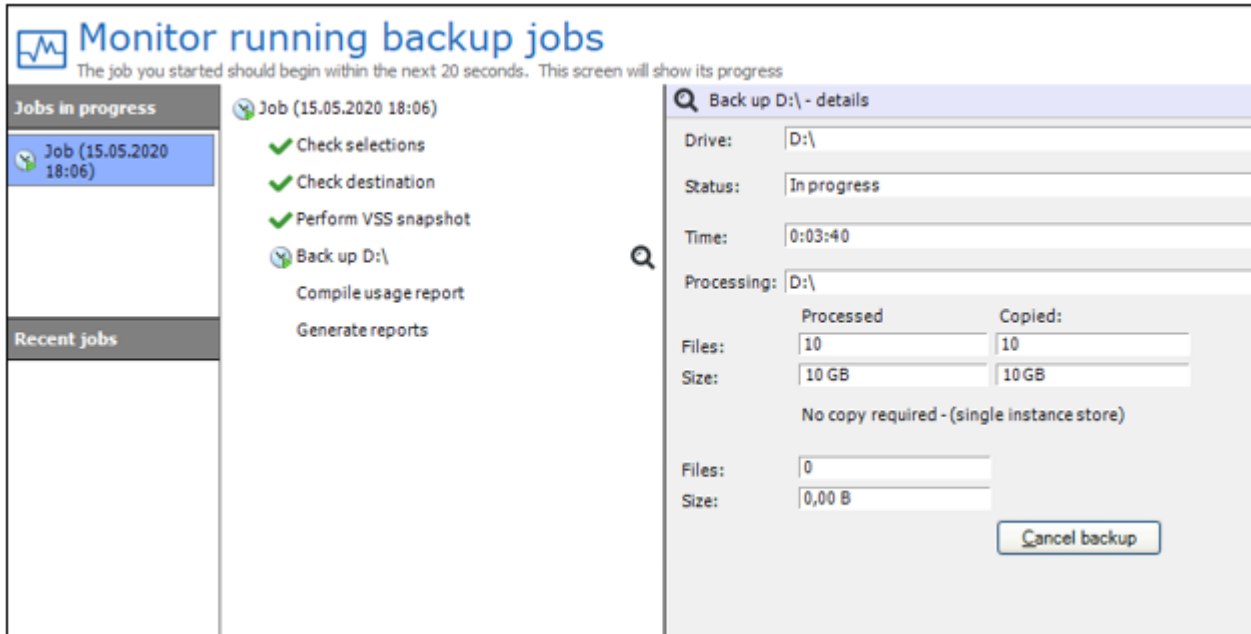 Monitor running backup jobs
The job you started should begin within the next 20 seconds.  This screen will show its progress
Jobs in progress
Job (15.05.2020
18:06)
Recent jobs
Job (15.05.2020 18:06)
Check selections
Check destination
Perform VSS snapshot
Back up D:\
Compile usage report
Generate reports
Back up D:\ - details
Drive: D:\
Status: In progress
Time: 0:03:40
Processing: D:\
Processed Copied:
Files: 10 10
Size: 10 GB 10 GB
No copy required - (single instance store)
Files: 0
Size: 0,00 B
Cancel backup